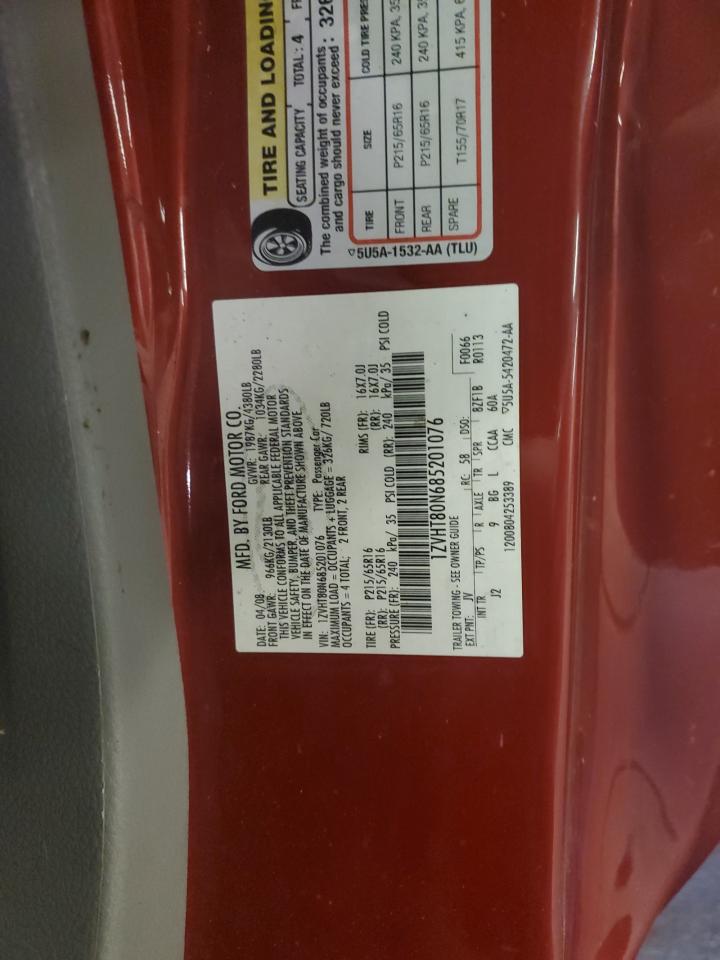 MFD. BY FORD MOTOR CO.
DATE: 04/08 GVWR: 1987KG/4380LB
FRONT GAWR: 966KG/2130LB REAR GAWR: 1034KG/2280LB
THIS VEHICLE CONFORMS TO ALL APPLICABLE FEDERAL MOTOR
VEHICLE SAFETY, BUMPER, AND THEFT PREVENTION STANDARDS
IN EFFECT ON THE DATE OF MANUFACTURE SHOWN ABOVE.
VIN: 1ZVHT80N685201076 TYPE: Passenger Car
MAXIMUM LOAD = OCCUPANTS + LUGGAGE = 326KG/ 720LB
OCCUPANTS = 4 TOTAL; 2 FRONT, 2 REAR
TIRE (FR): P215/65R16 RIMS (FR): 16X7.0J
(RR): P215/65R16 (RR): 16X7.0J
PRESSURE (FR): 240 kPa/ 35 PSI COLD (RR): 240 kPa/ 35 PSI COLD
1ZVHT80N685201076
TRAILER TOWING - SEE OWNER GUIDE
EXT PNT: JV RC: 58 DSO: F0066
INT TR TP/PS R AXLE TR SPR BZF1B R0113
J2 9 BG L CCAA 60A
1200804253389 CMC ▽5U5A-5420472-AA
TIRE AND LOADIN
SEATING CAPACITY TOTAL: 4
The combined weight of occupants : 326
and cargo should never exceed :
TIRE SIZE COLD TIRE PRES
FRONT P215/65R16 240 KPA, 35
REAR P215/65R16 240 KPA, 35
SPARE T155/70R17 415 KPA, 6
▽5U5A-1532-AA (TLU)